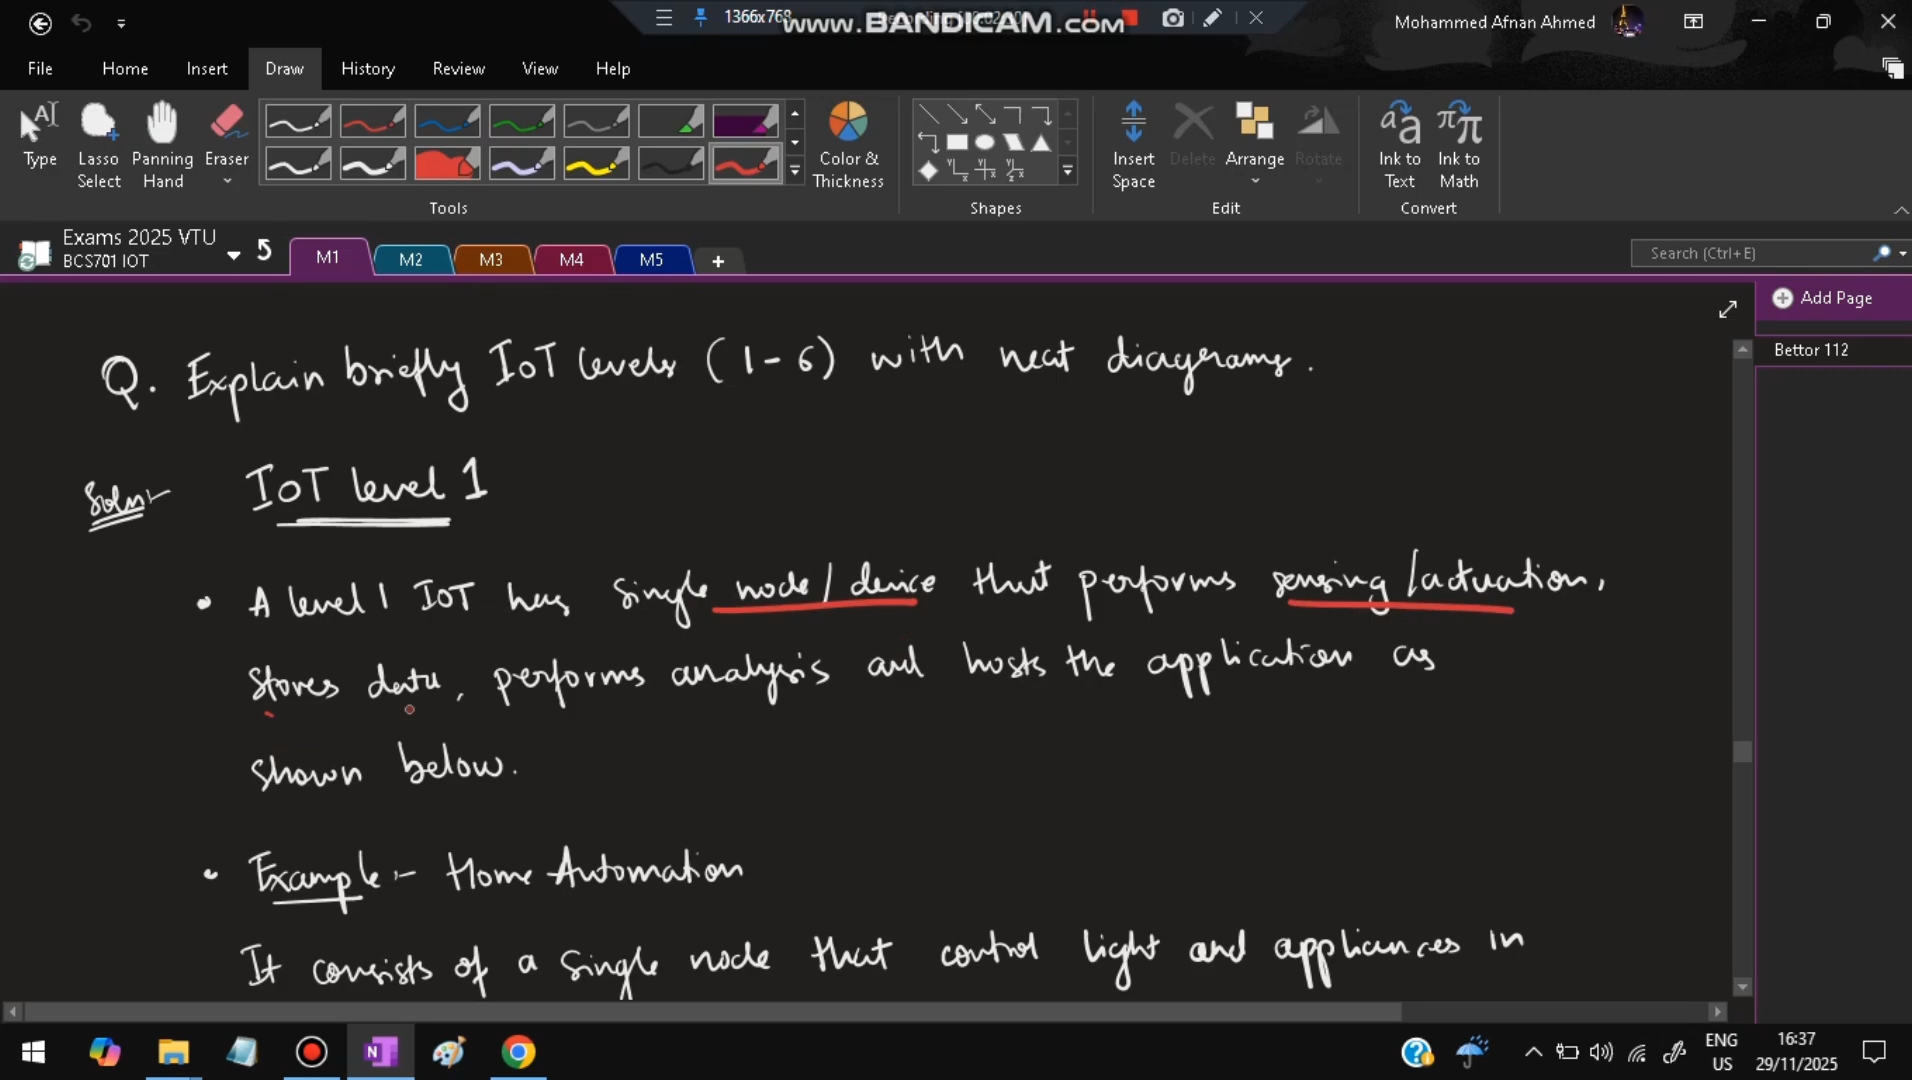 1366x768
www.BANDICAM.com
Mohammed Afnan Ahmed
File Home Insert Draw History Review View Help
Type
Lasso Select
Panning Hand
Eraser
Color & Thickness
Insert Space
Delete
Arrange
Rotate
Ink to Text
Ink to Math
Tools
Shapes
Edit
Convert
Exams 2025 VTU
BCS701 IOT
M1 M2 M3 M4 M5 +
Search (Ctrl+E)
Add Page
Bettor 112
Q. Explain briefly IoT levels (1-6) with neat diagrams.
Soln:- IoT level 1
• A level 1 IoT has single node/device that performs sensing/actuation,
stores data, performs analysis and hosts the application as
shown below.
• Example:- Home Automation
It consists of a single node that control light and appliances in
ENG
US
16:37
29/11/2025